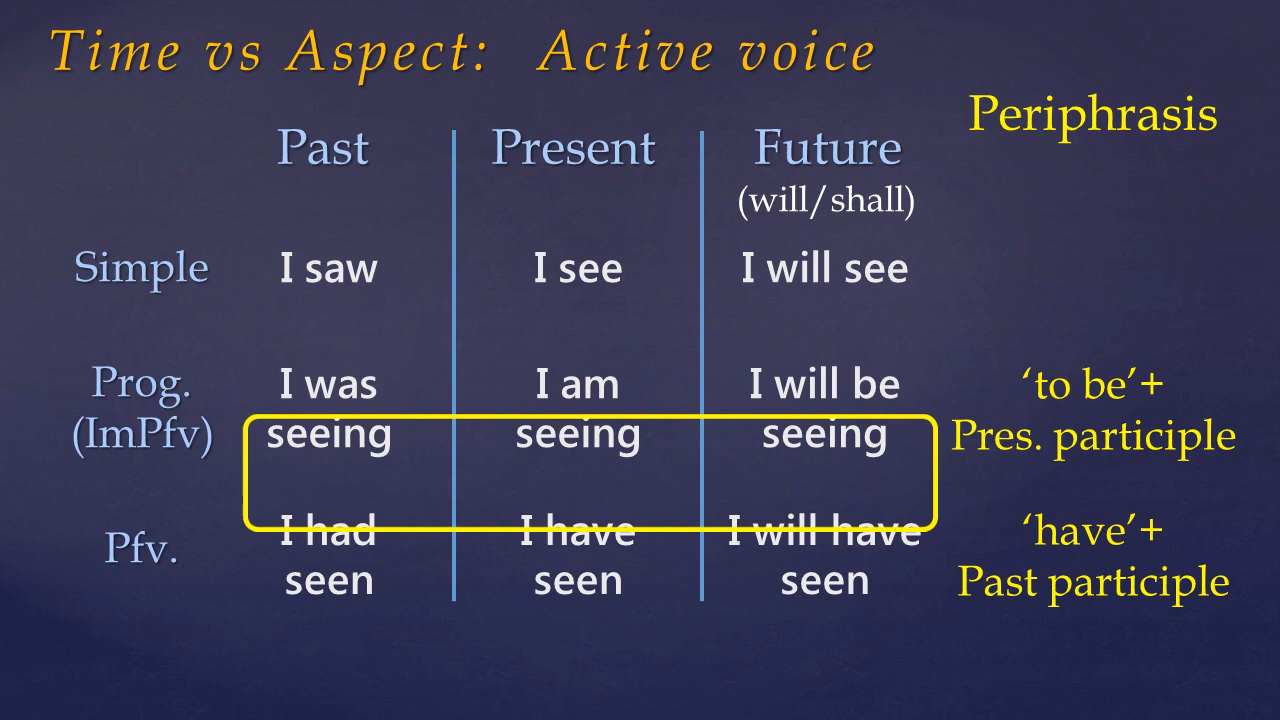 Time vs Aspect: Active voice
Periphrasis
Past Present Future
(will/shall)
Simple I saw I see I will see
Prog. I was I am I will be ‘to be’+
(ImPfv) seeing seeing seeing Pres. participle
Pfv. I had I have I will have ‘have’+
seen seen seen Past participle